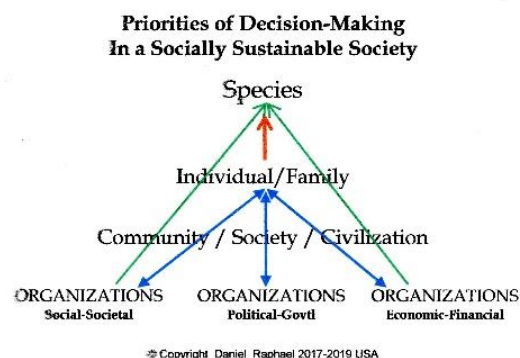 Priorities of Decision-Making
In a Socially Sustainable Society
Species
Individual/Family
Community / Society / Civilization
ORGANIZATIONS ORGANIZATIONS ORGANIZATIONS
Social-Societal Political-Govtl Economic-Financial
© Copyright Daniel Raphael 2017-2019 USA